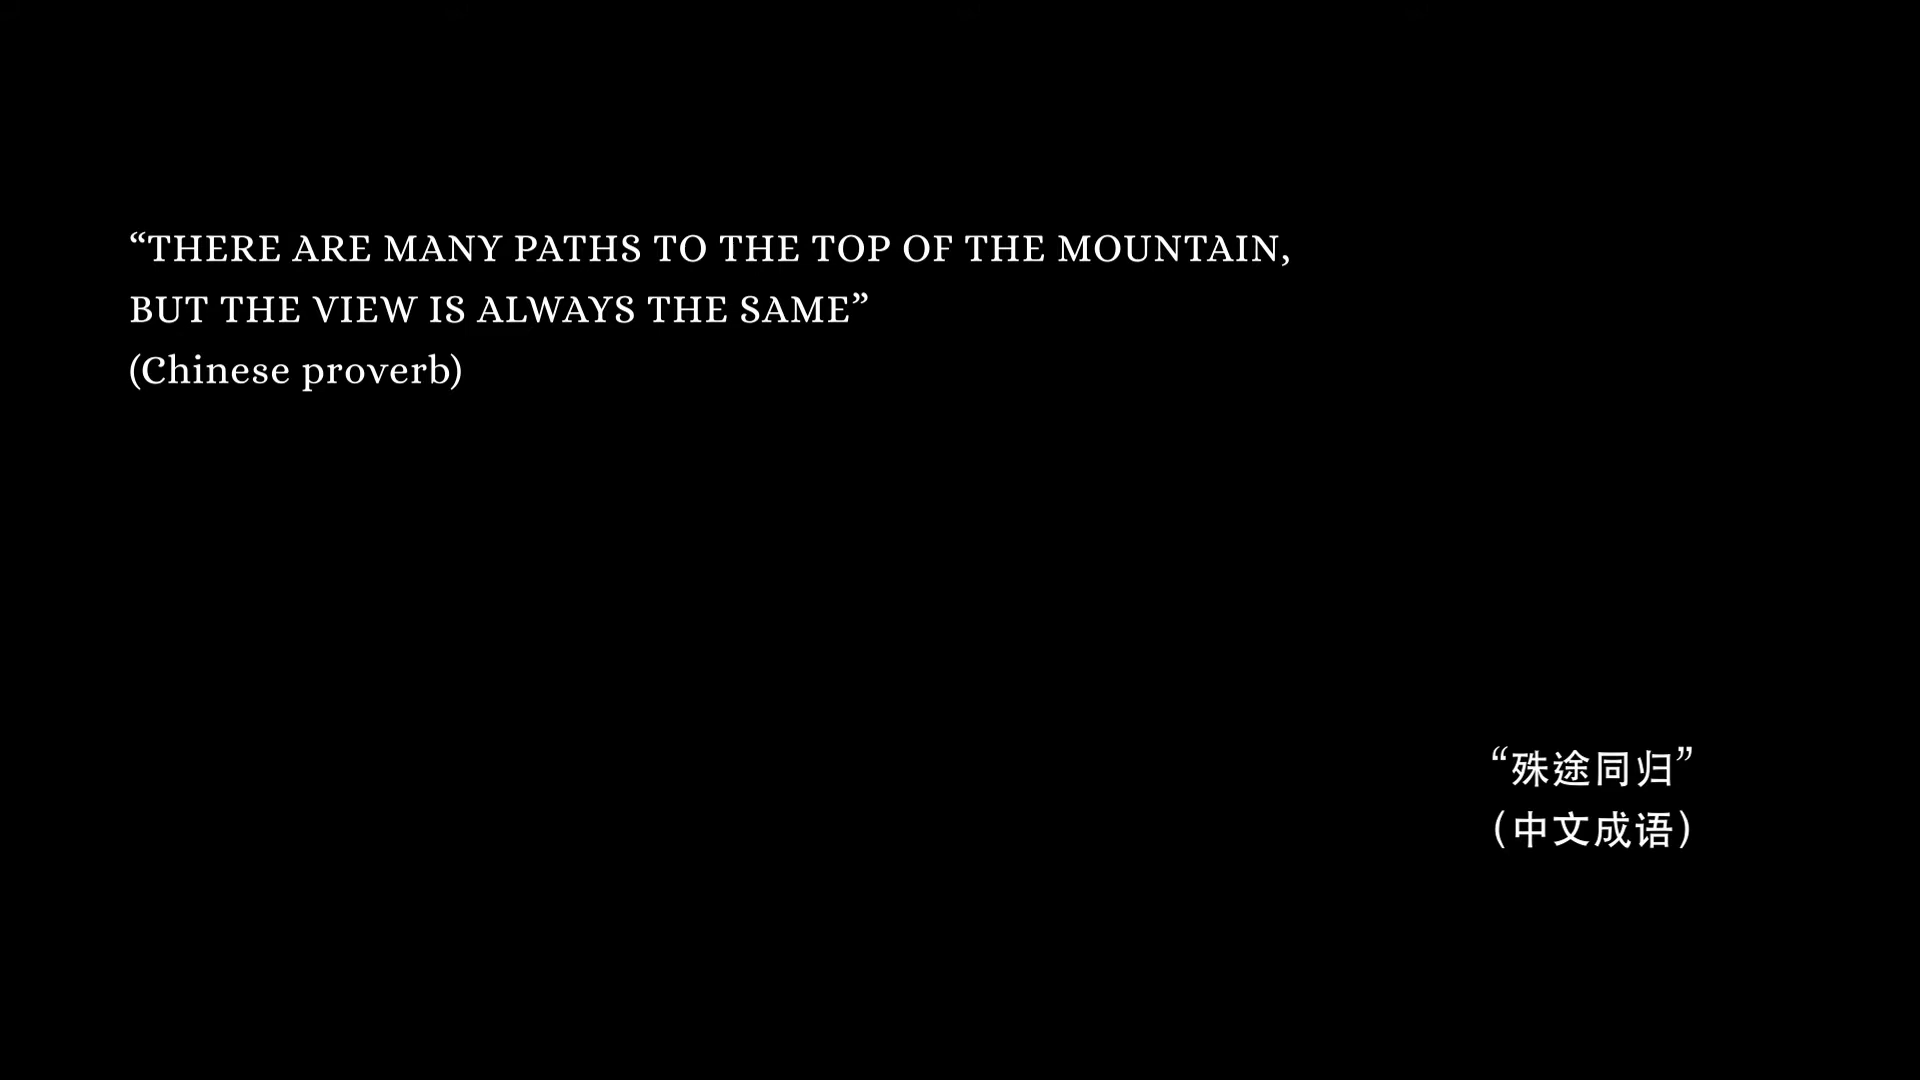 “THERE ARE MANY PATHS TO THE TOP OF THE MOUNTAIN,
BUT THE VIEW IS ALWAYS THE SAME”
(Chinese proverb)
“殊途同归”
（中文成语）